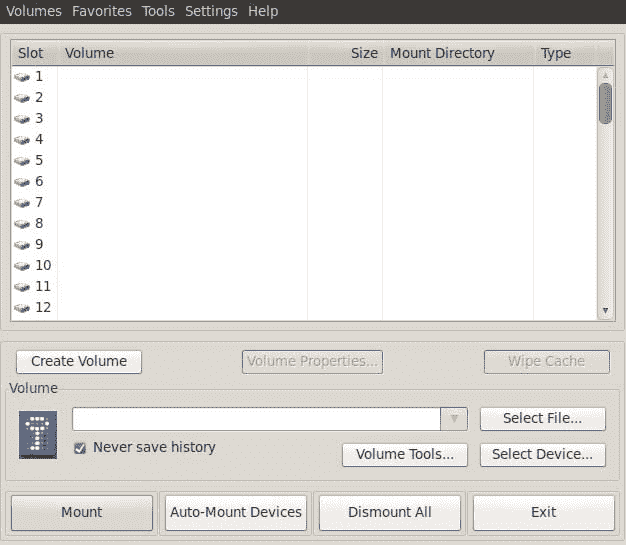 Volumes Favorites Tools Settings Help
Slot Volume Size Mount Directory Type
1
2
3
4
5
6
7
8
9
10
11
12
Create Volume Volume Properties... Wipe Cache
Volume
Select File...
Never save history
Volume Tools... Select Device...
Mount Auto-Mount Devices Dismount All Exit